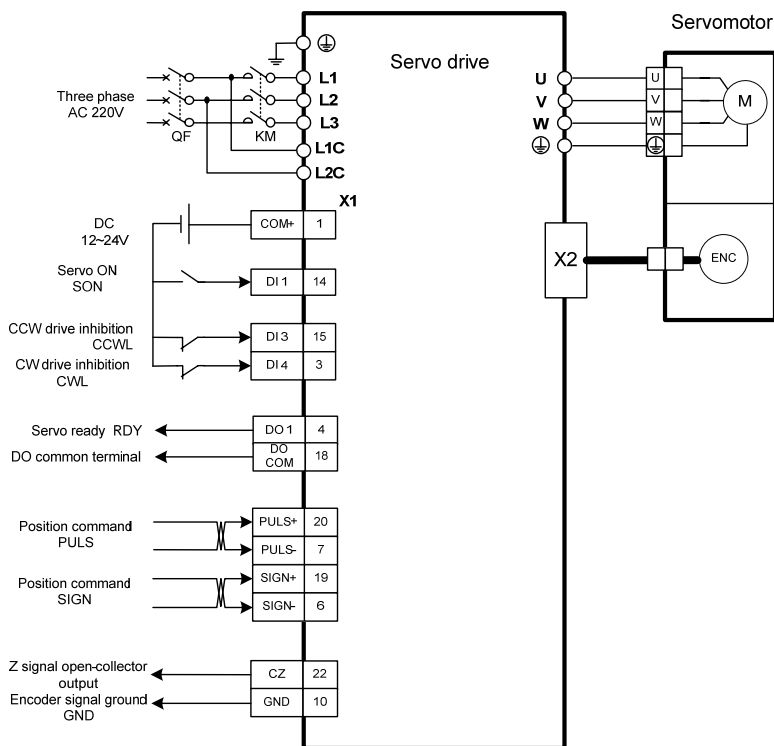 Servomotor
Servo drive
Three phase
AC 220V
QF
KM
L1
L2
L3
L1C
L2C
U
V
W
U
V
W
M
X1
DC
12~24V
COM+ 1
Servo ON
SON
DI 1 14
CCW drive inhibition
CCWL
DI 3 15
CW drive inhibition
CWL
DI 4 3
X2
ENC
Servo ready RDY
DO 1 4
DO common terminal
DO
COM
18
Position command
PULS
PULS+ 20
PULS- 7
Position command
SIGN
SIGN+ 19
SIGN- 6
Z signal open-collector
output
CZ 22
Encoder signal ground
GND
GND 10